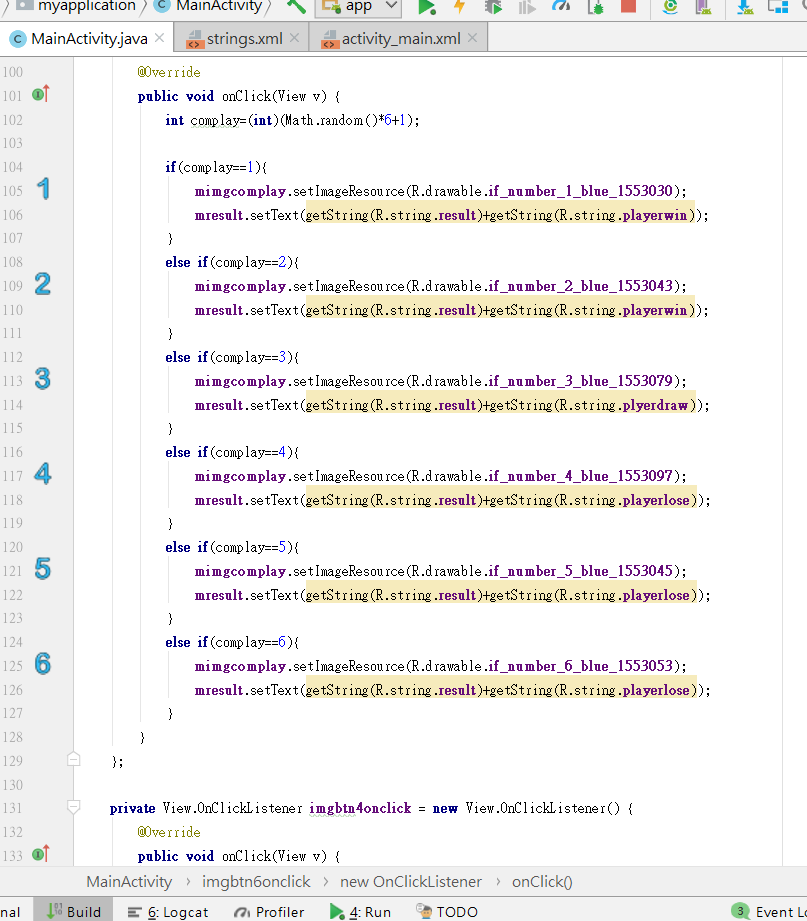 myapplication
MainActivity
app
MainActivity.java
strings.xml
activity_main.xml
100 @Override
101 public void onClick(View v) {
102 int complay=(int)(Math.random()*6+1);
103
104 if(complay==1){
105 mimgcomplay.setImageResource(R.drawable.if_number_1_blue_1553030);
106 mresult.setText(getString(R.string.result)+getString(R.string.playerwin));
107 }
108 else if(complay==2){
109 mimgcomplay.setImageResource(R.drawable.if_number_2_blue_1553043);
110 mresult.setText(getString(R.string.result)+getString(R.string.playerwin));
111 }
112 else if(complay==3){
113 mimgcomplay.setImageResource(R.drawable.if_number_3_blue_1553079);
114 mresult.setText(getString(R.string.result)+getString(R.string.plyerdraw));
115 }
116 else if(complay==4){
117 mimgcomplay.setImageResource(R.drawable.if_number_4_blue_1553097);
118 mresult.setText(getString(R.string.result)+getString(R.string.playerlose));
119 }
120 else if(complay==5){
121 mimgcomplay.setImageResource(R.drawable.if_number_5_blue_1553045);
122 mresult.setText(getString(R.string.result)+getString(R.string.playerlose));
123 }
124 else if(complay==6){
125 mimgcomplay.setImageResource(R.drawable.if_number_6_blue_1553053);
126 mresult.setText(getString(R.string.result)+getString(R.string.playerlose));
127 }
128 }
129 };
130
131 private View.OnClickListener imgbtn4onclick = new View.OnClickListener() {
132 @Override
133 public void onClick(View v) {
1
2
3
4
5
6
MainActivity › imgbtn6onclick › new OnClickListener › onClick()
nal Build 6: Logcat Profiler 4: Run TODO 3 Event Lo